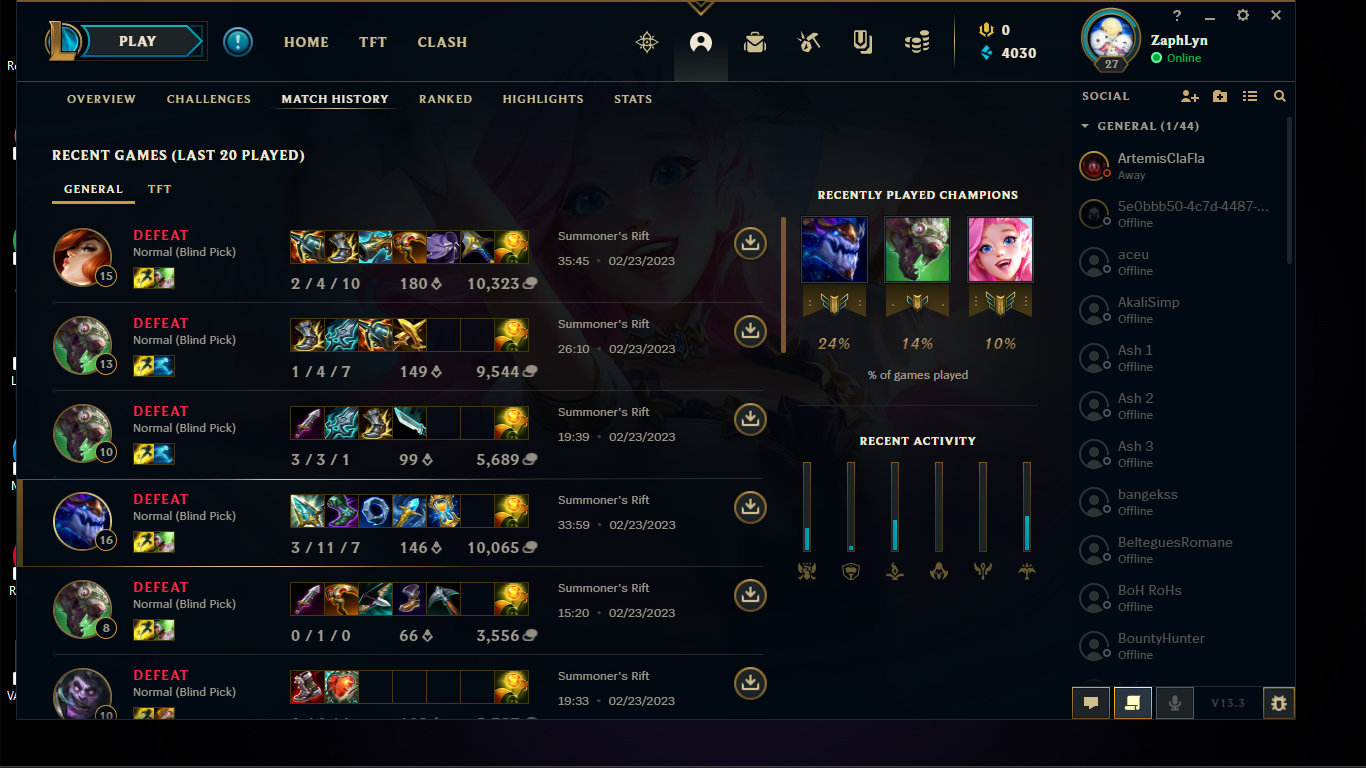 PLAY
HOME
TFT
CLASH
0
4030
27
ZaphLyn
Online
OVERVIEW
CHALLENGES
MATCH HISTORY
RANKED
HIGHLIGHTS
STATS
RECENT GAMES (LAST 20 PLAYED)
GENERAL
TFT
15
DEFEAT
Normal (Blind Pick)
2 / 4 / 10
180
10,323
Summoner's Rift
35:45 • 02/23/2023
13
DEFEAT
Normal (Blind Pick)
1 / 4 / 7
149
9,544
Summoner's Rift
26:10 • 02/23/2023
10
DEFEAT
Normal (Blind Pick)
3 / 3 / 1
99
5,689
Summoner's Rift
19:39 • 02/23/2023
16
DEFEAT
Normal (Blind Pick)
3 / 11 / 7
146
10,065
Summoner's Rift
33:59 • 02/23/2023
8
DEFEAT
Normal (Blind Pick)
0 / 1 / 0
66
3,556
Summoner's Rift
15:20 • 02/23/2023
10
DEFEAT
Normal (Blind Pick)
Summoner's Rift
19:33 • 02/23/2023
RECENTLY PLAYED CHAMPIONS
24%
14%
10%
% of games played
RECENT ACTIVITY
SOCIAL
GENERAL (1/44)
ArtemisClaFla
Away
5e0bbb50-4c7d-4487-...
Offline
aceu
Offline
AkaliSimp
Offline
Ash 1
Offline
Ash 2
Offline
Ash 3
Offline
bangekss
Offline
BelteguesRomane
Offline
BoH RoHs
Offline
BountyHunter
Offline
V13.3